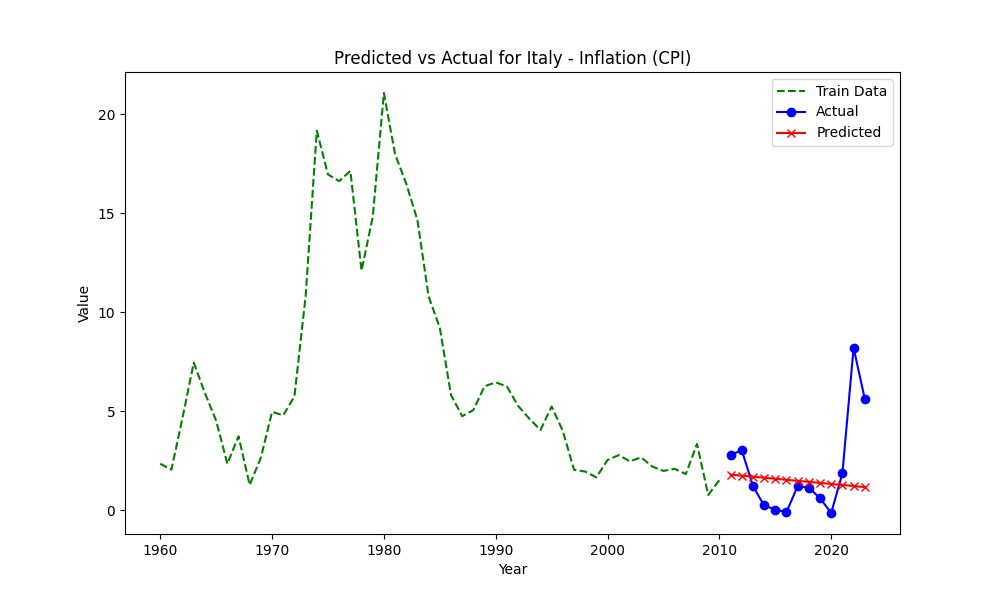 Predicted vs Actual for Italy - Inflation (CPI)
Train Data
Actual
Predicted
Value
20
15
10
5
0
1960 1970 1980 1990 2000 2010 2020
Year